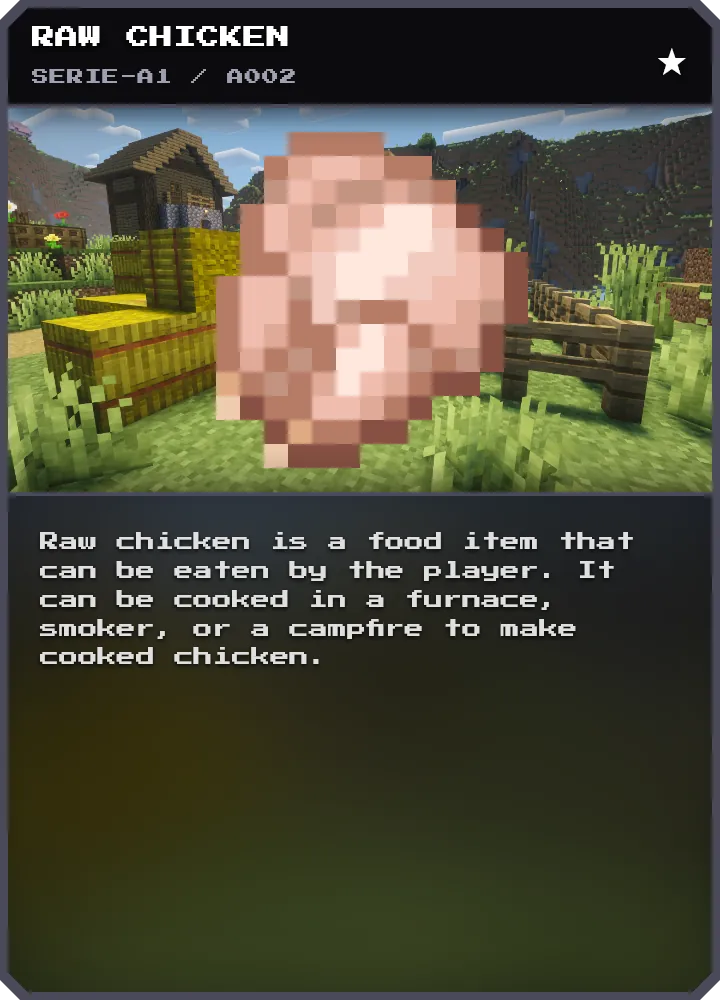 RAW CHICKEN
SERIE-A1 / A002
Raw chicken is a food item that
can be eaten by the player. It
can be cooked in a furnace,
smoker, or a campfire to make
cooked chicken.